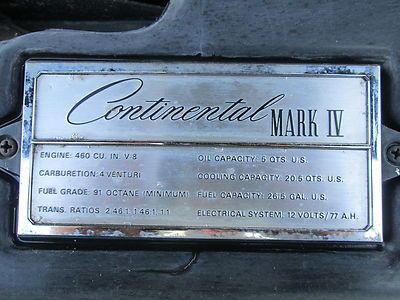 Continental MARK IV
ENGINE: 460 CU. IN. V-8
CARBURETION: 4 VENTURI
FUEL GRADE: 91 OCTANE (MINIMUM)
TRANS. RATIOS: 2.46:1, 1.46:1, 1:1
OIL CAPACITY: 5 QTS. U.S.
COOLING CAPACITY: 20.5 QTS. U.S.
FUEL CAPACITY: 26.5 GAL. U.S.
ELECTRICAL SYSTEM: 12 VOLTS/77 A.H.